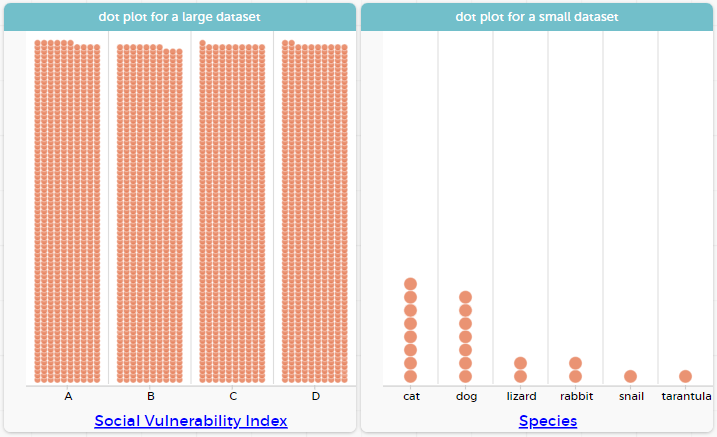 dot plot for a large dataset
A B C D
Social Vulnerability Index
dot plot for a small dataset
cat dog lizard rabbit snail tarantula
Species